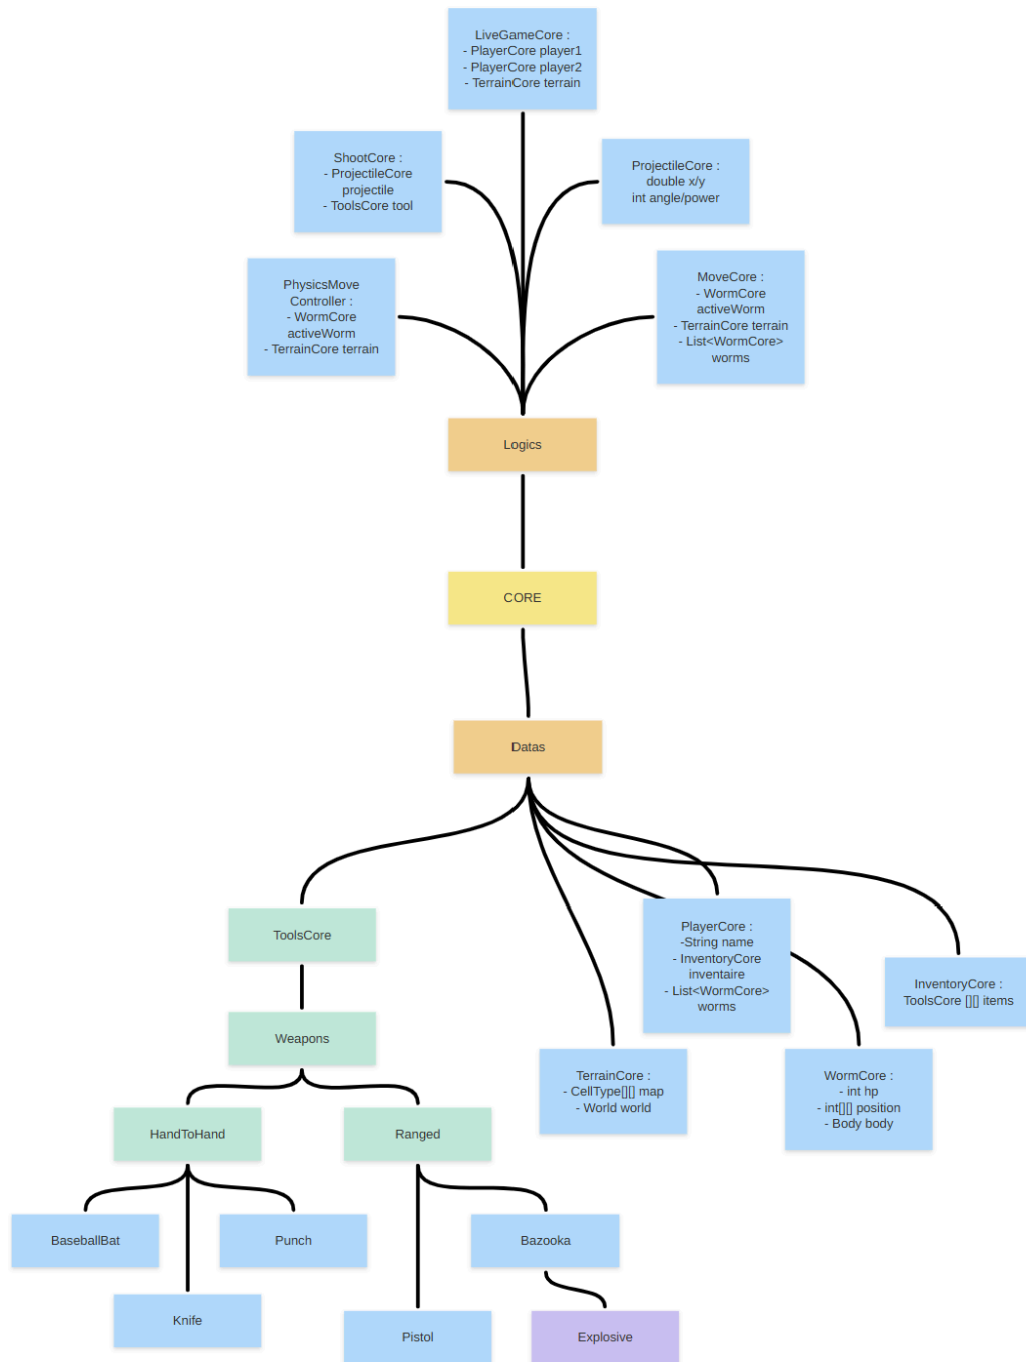 LiveGameCore :
- PlayerCore player1
- PlayerCore player2
- TerrainCore terrain
ShootCore :
- ProjectileCore
projectile
- ToolsCore tool
ProjectileCore :
double x/y
int angle/power
PhysicsMove
Controller :
- WormCore
activeWorm
- TerrainCore terrain
MoveCore :
- WormCore
activeWorm
- TerrainCore terrain
- List<WormCore>
worms
Logics
CORE
Datas
ToolsCore
PlayerCore :
-String name
- InventoryCore
inventaire
- List<WormCore>
worms
InventoryCore :
ToolsCore [][] items
Weapons
TerrainCore :
- CellType[][] map
- World world
WormCore :
- int hp
- int[][] position
- Body body
HandToHand
Ranged
BaseballBat
Punch
Bazooka
Knife
Pistol
Explosive